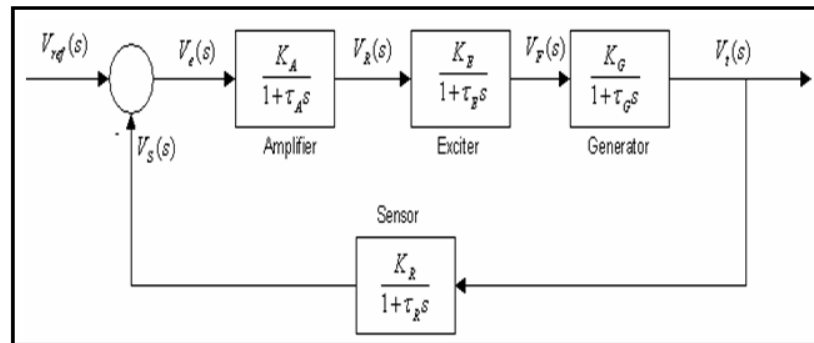 V_ref(s)
V_e(s)
K_A
1+τ_A s
Amplifier
V_R(s)
K_E
1+τ_E s
Exciter
V_F(s)
K_G
1+τ_G s
Generator
V_t(s)
-
V_S(s)
Sensor
K_R
1+τ_R s